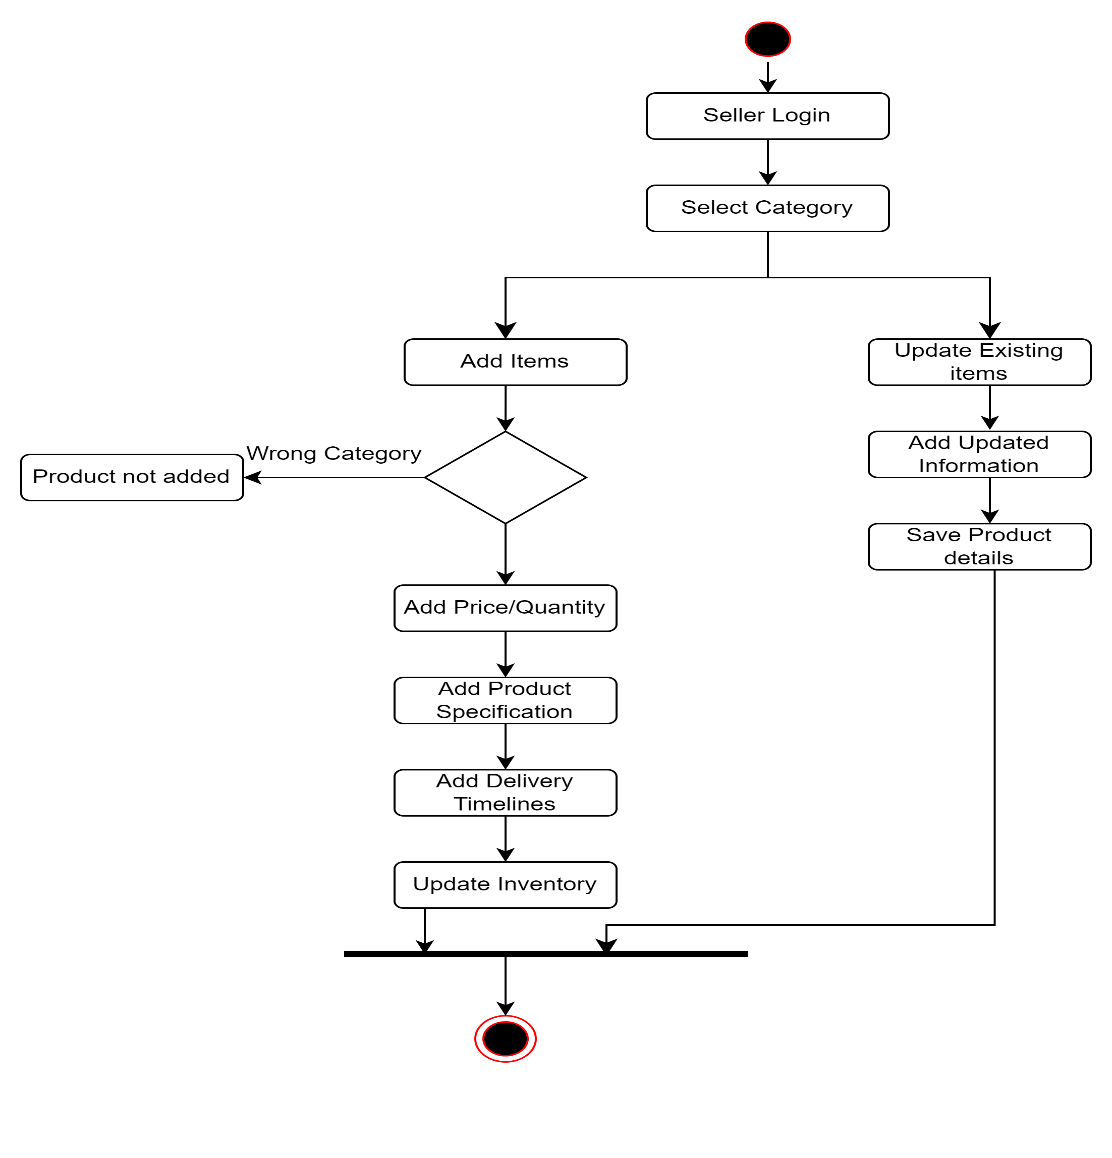 Seller Login
Select Category
Add Items
Update Existing
items
Wrong Category
Product not added
Add Updated
Information
Save Product
details
Add Price/Quantity
Add Product
Specification
Add Delivery
Timelines
Update Inventory